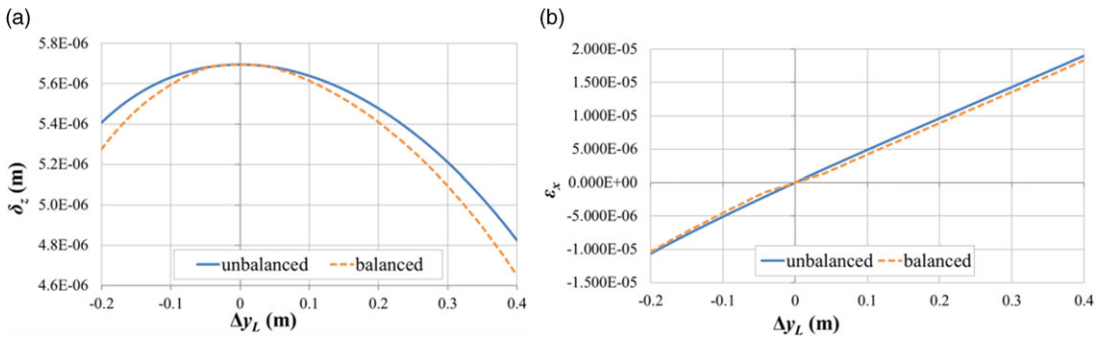 (a)
5.8E-06
5.6E-06
5.4E-06
5.2E-06
5.0E-06
4.8E-06
4.6E-06
δz (m)
unbalanced balanced
-0.2 -0.1 0 0.1 0.2 0.3 0.4
ΔyL (m)
(b)
2.000E-05
1.500E-05
1.000E-05
5.000E-06
0.000E+00
-5.000E-06
-1.000E-05
-1.500E-05
εx
unbalanced balanced
-0.2 -0.1 0 0.1 0.2 0.3 0.4
ΔyL (m)